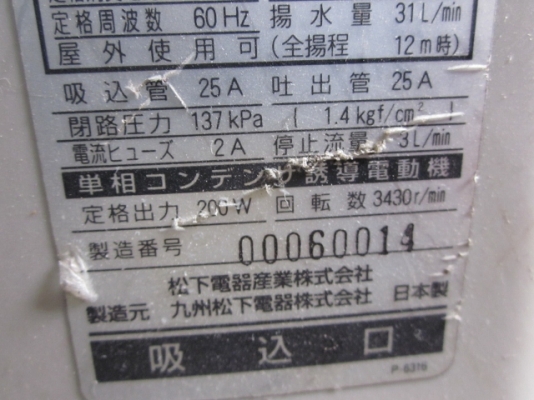 定格周波数 60Hz 揚水量 31L/min
屋外使用可 (全揚程 12m時)
吸込管 25A 吐出管 25A
閉路圧力 137kPa ( 1.4kgf/cm² )
電流ヒューズ 2A 停止流量 3L/min
単相コンデンサ誘導電動機
定格出力 200W 回転数 3430r/min
製造番号 00060014
松下電器産業株式会社
製造元 九州松下電器株式会社 日本製
吸込口
P-6316